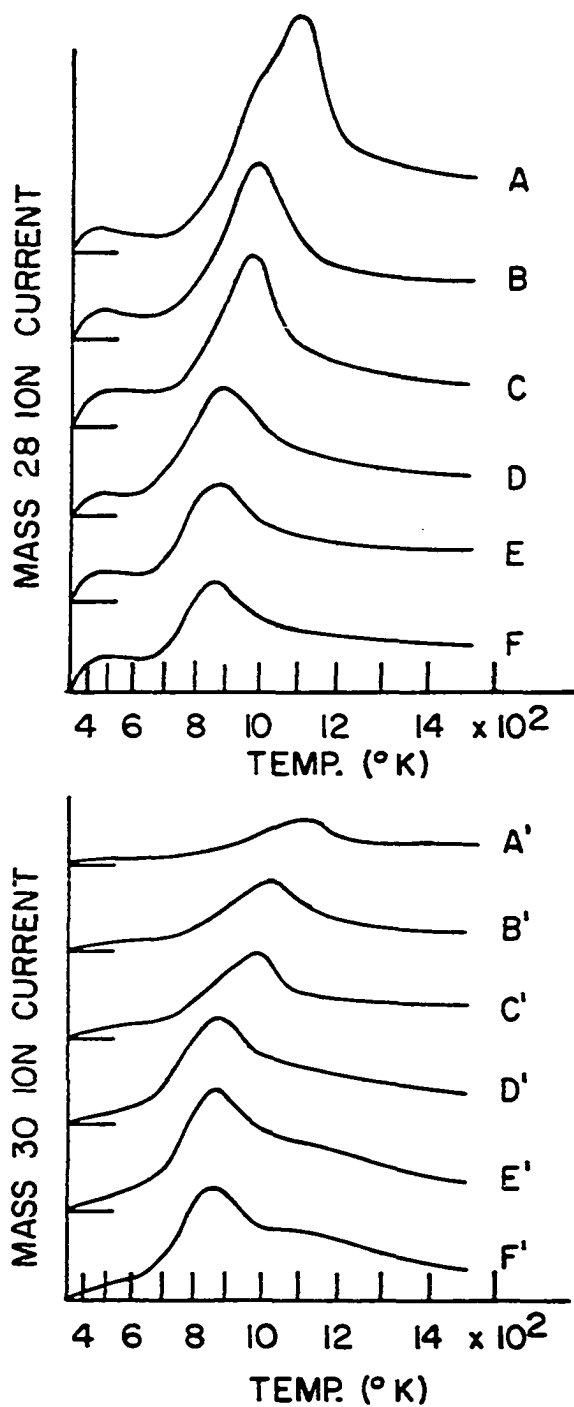 MASS 28 ION CURRENT
A
B
C
D
E
F
4 6 8 10 12 14 x 10²
TEMP. (° K)
MASS 30 ION CURRENT
A'
B'
C'
D'
E'
F'
4 6 8 10 12 14 x 10²
TEMP. (° K)